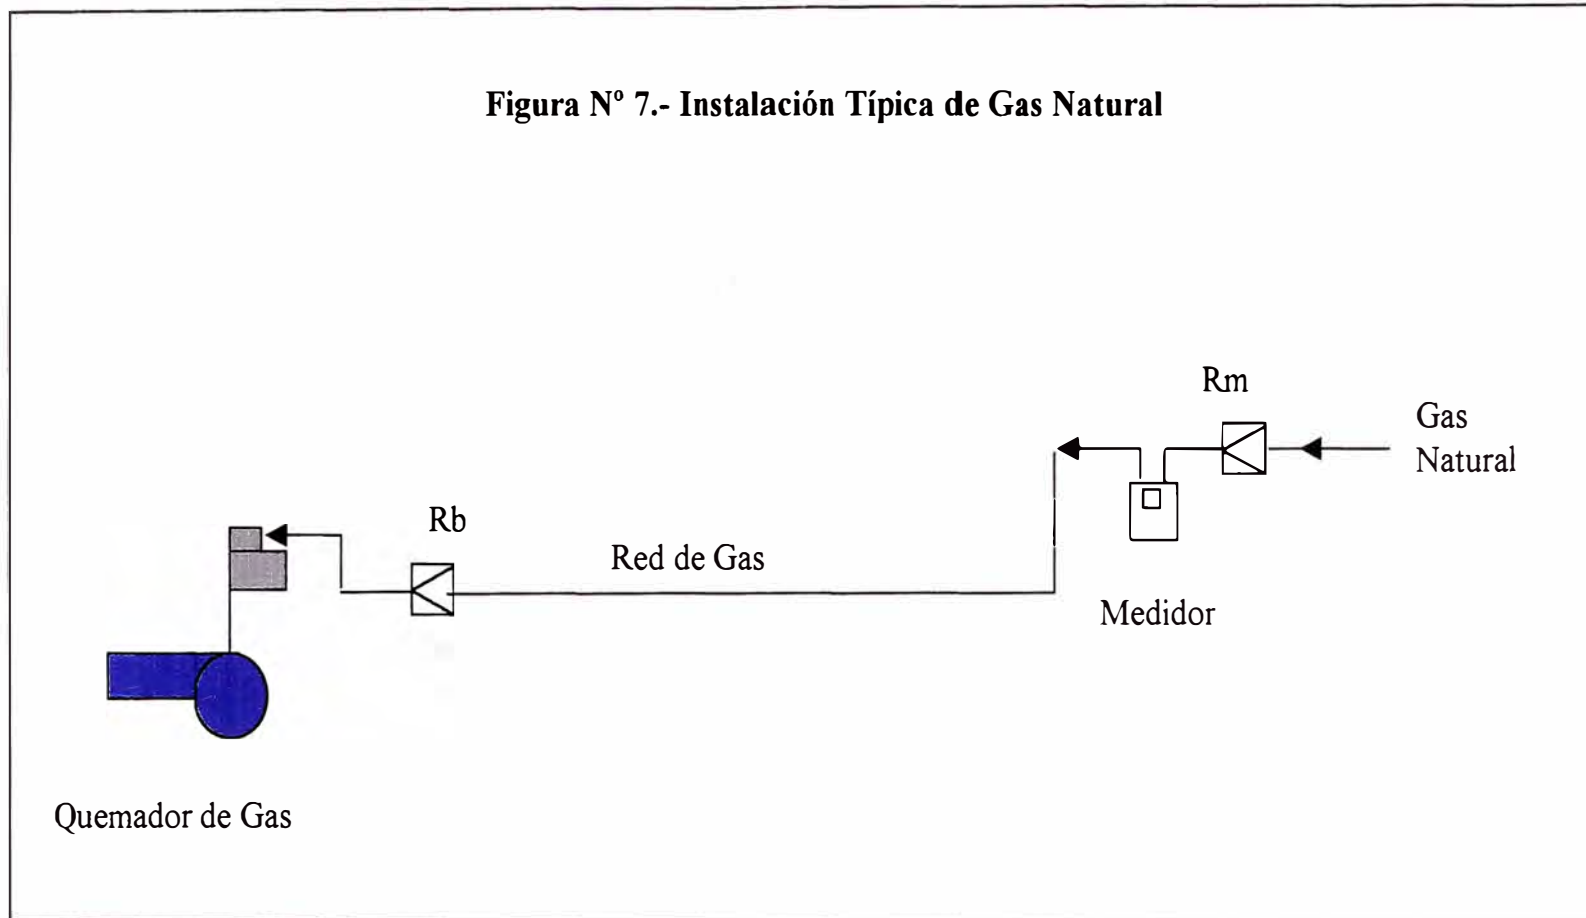 Figura Nº 7.- Instalación Típica de Gas Natural
Rm
Gas
Natural
Rb
Red de Gas
Medidor
Quemador de Gas